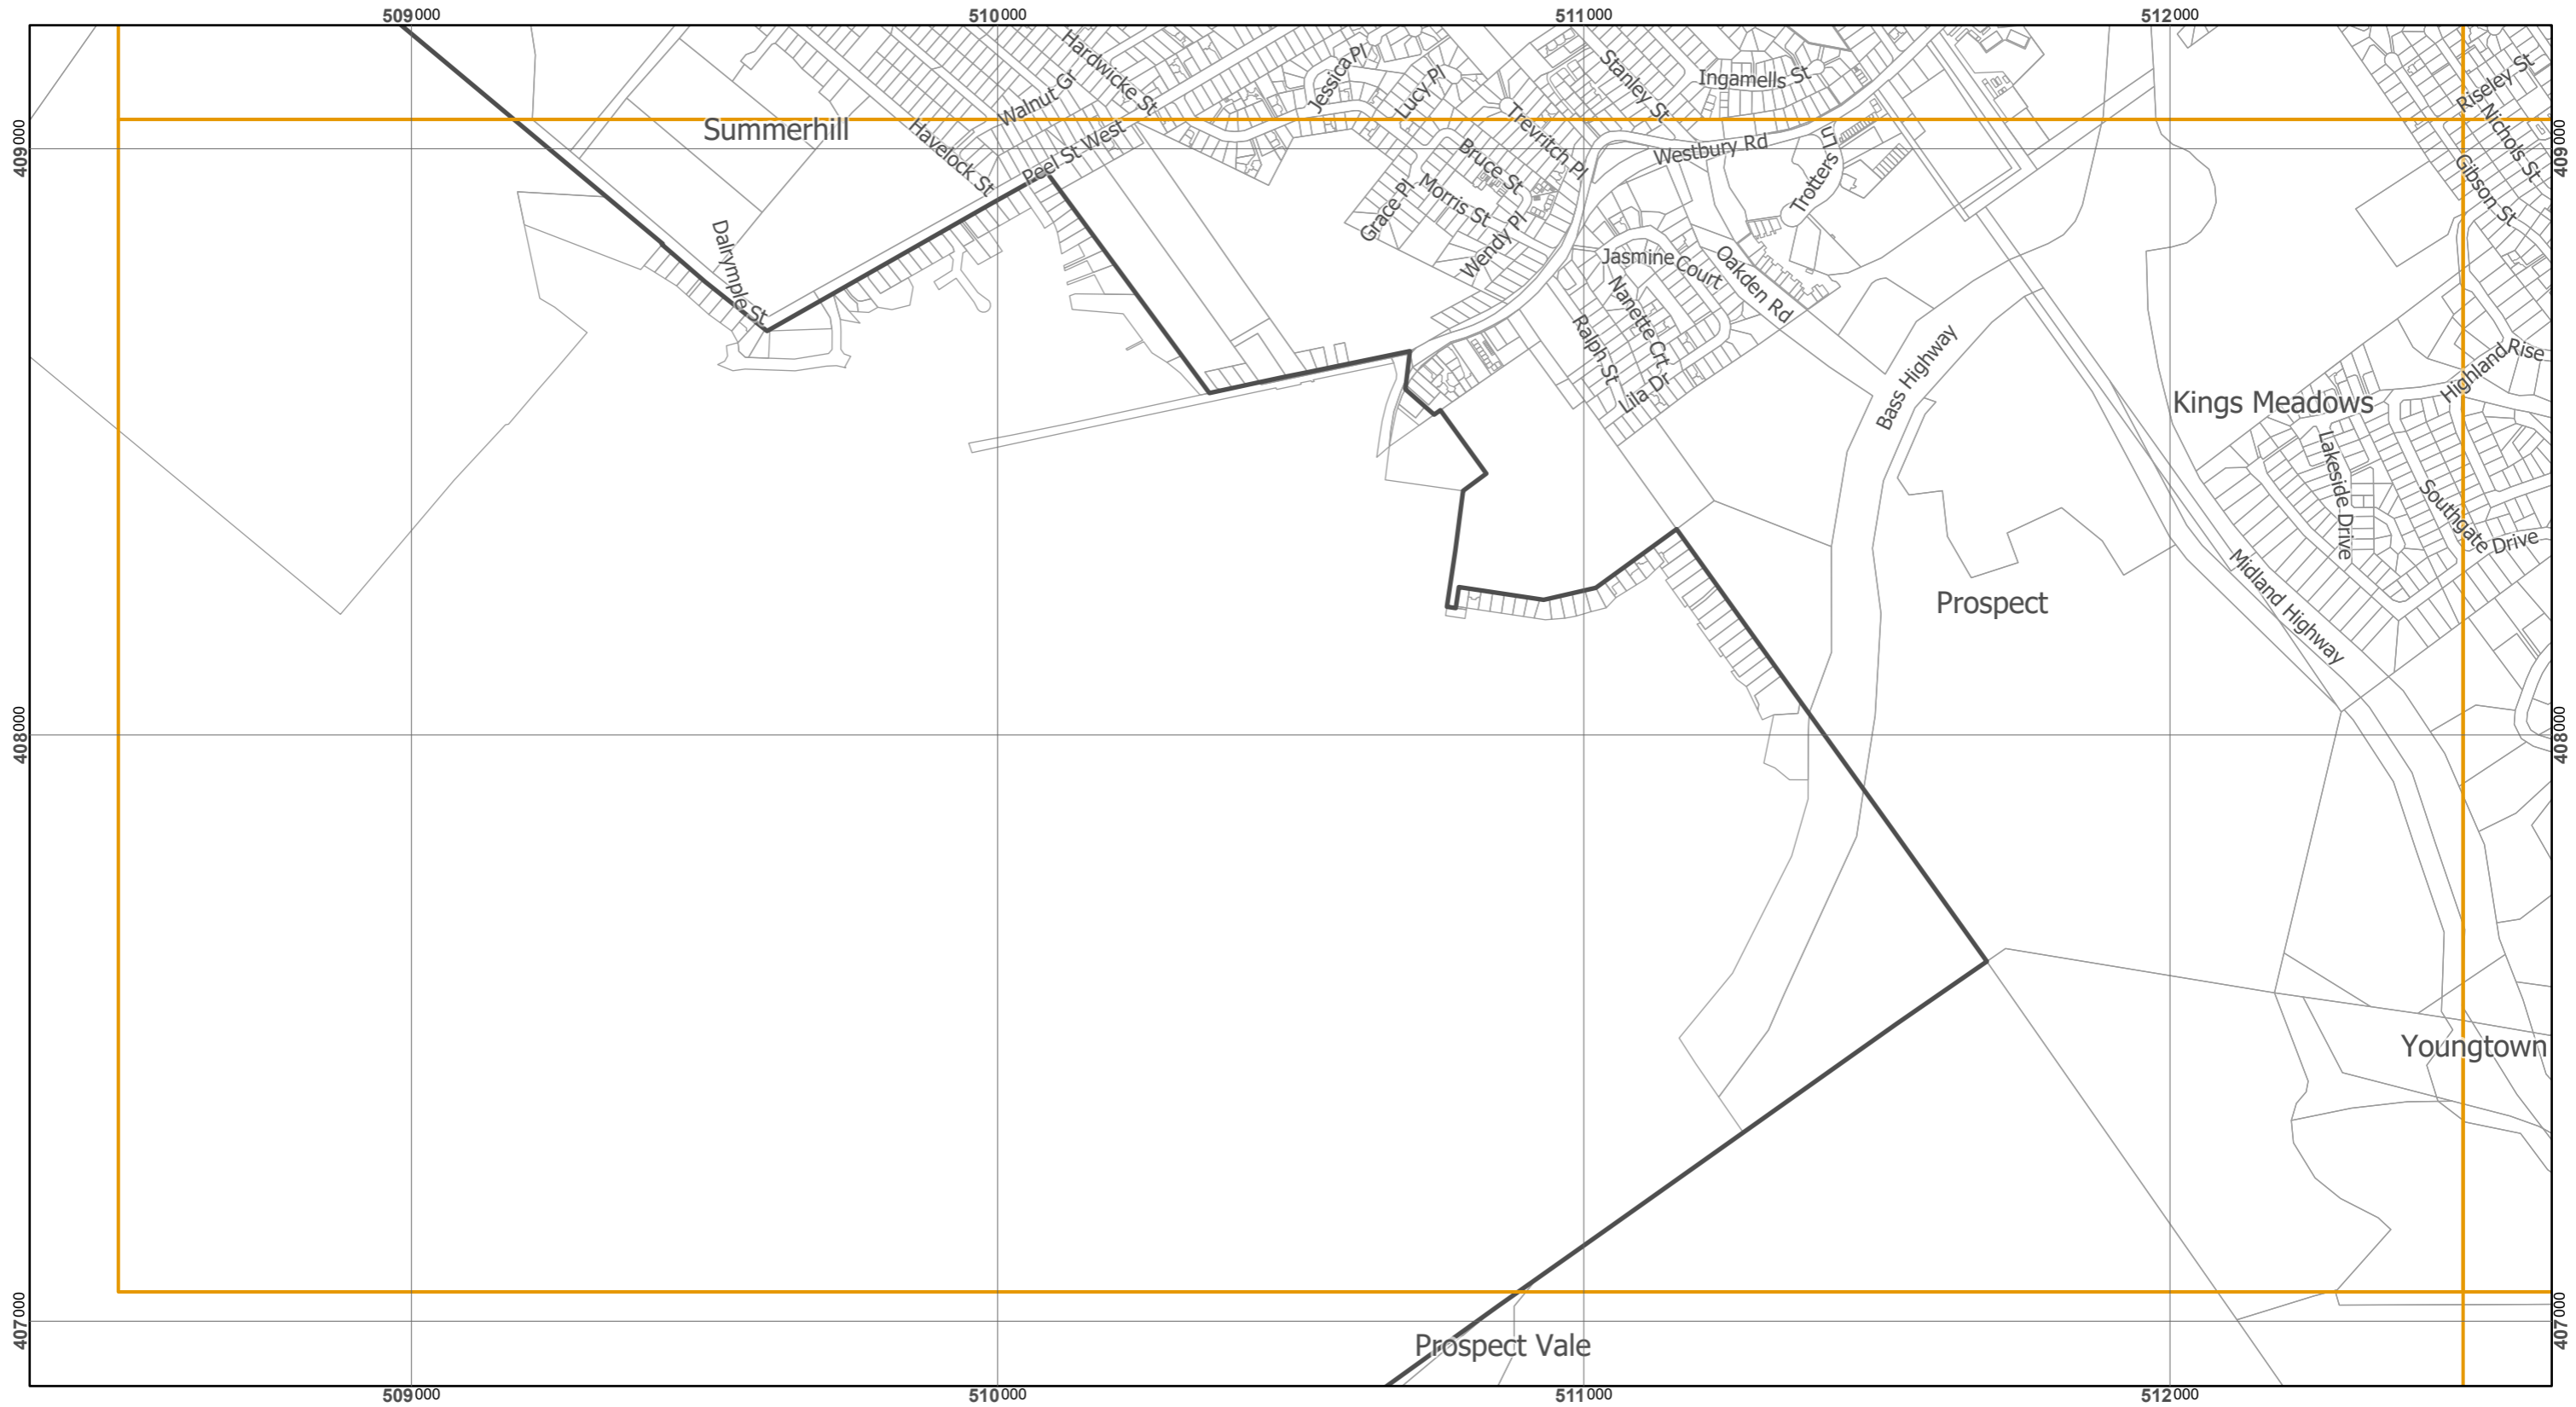 509000
510000
511000
512000
Hardwicke St
Walnut G
Jessica Pl
Lucy Pl
Stanley St
Ingamells St
Riseley St
Nichols St
Gibson St
409000
Summerhill
Havelock St
Peel St West
Trevritch Pl
Bruce St
Morris St
Grace Pl
Wendy Pl
Westbury Rd
Trotters Ln
409000
Dalrymple St
Jasmine Court
Oakden Rd
Nanette Crt
Ralph St
Lila Dr
Bass Highway
Highland Rise
Kings Meadows
Lakeside Drive
Southgate Drive
Midland Highway
Prospect
408000
408000
Youngtown
407000
407000
Prospect Vale
509000
510000
511000
512000